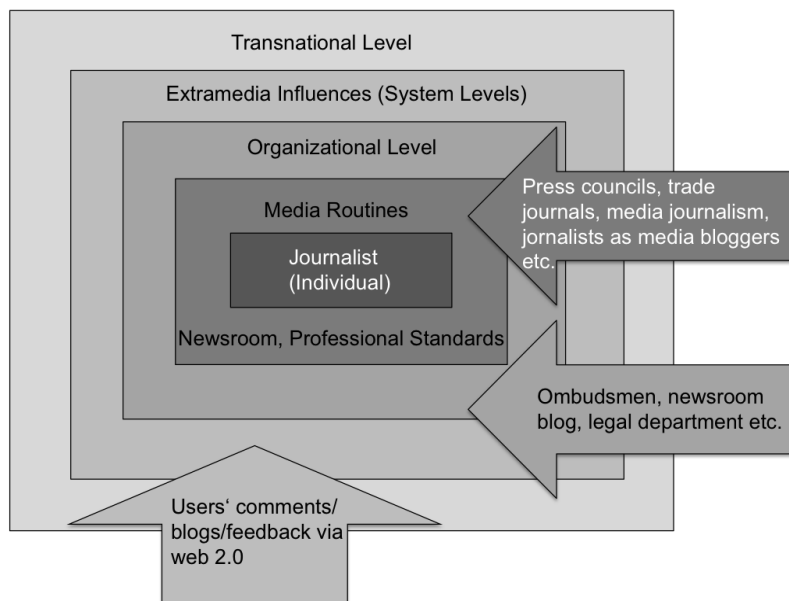 Transnational Level
Extramedia Influences (System Levels)
Organizational Level
Media Routines
Journalist
(Individual)
Newsroom, Professional Standards
Press councils, trade
journals, media journalism,
jornalists as media bloggers
etc.
Ombudsmen, newsroom
blog, legal department etc.
Users‘ comments/
blogs/feedback via
web 2.0